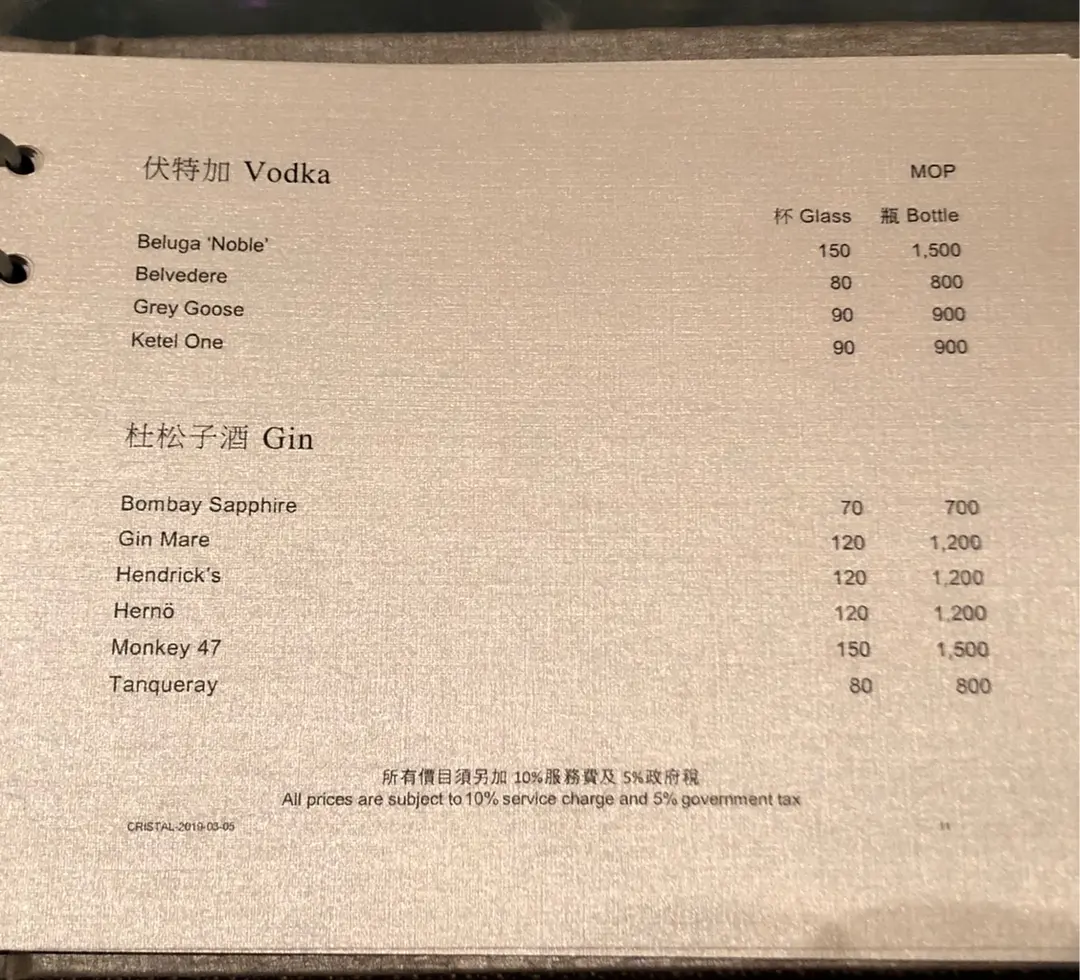 伏特加 Vodka MOP
杯 Glass 瓶 Bottle
Beluga 'Noble' 150 1,500
Belvedere 80 800
Grey Goose 90 900
Ketel One 90 900
杜松子酒 Gin
Bombay Sapphire 70 700
Gin Mare 120 1,200
Hendrick's 120 1,200
Hernö 120 1,200
Monkey 47 150 1,500
Tanqueray 80 800
所有價目須另加 10%服務費及 5%政府稅
All prices are subject to 10% service charge and 5% government tax
CRISTAL-2019-03-05 11